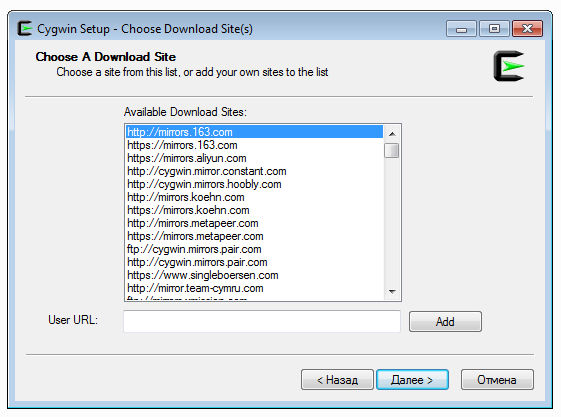 Cygwin Setup - Choose Download Site(s)
Choose A Download Site
Choose a site from this list, or add your own sites to the list
Available Download Sites:
http://mirrors.163.com
https://mirrors.163.com
https://mirrors.aliyun.com
http://cygwin.mirror.constant.com
http://cygwin.mirrors.hoobly.com
http://mirrors.koehn.com
https://mirrors.koehn.com
http://mirrors.metapeer.com
https://mirrors.metapeer.com
ftp://cygwin.mirrors.pair.com
http://cygwin.mirrors.pair.com
https://www.singleboersen.com
http://mirror.team-cymru.com
User URL:
Add
< Назад
Далее >
Отмена